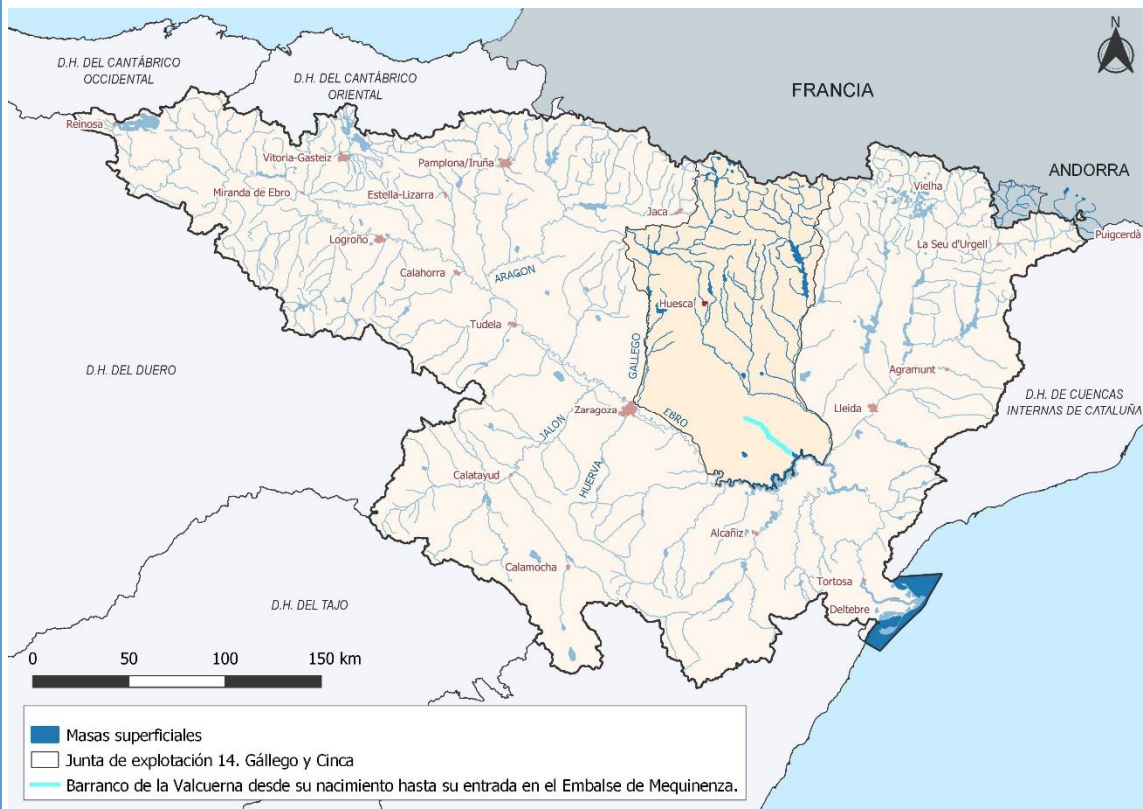 N
D.H. DEL CANTÁBRICO
OCCIDENTAL
D.H. DEL CANTÁBRICO
ORIENTAL
FRANCIA
ANDORRA
Reinosa
Vitoria-Gasteiz
Pamplona/Iruña
Vielha
Miranda de Ebro
Estella-Lizarra
Jaca
Puigcerdà
La Seu d'Urgell
Logroño
Calahorra
ARAGON
Huesca
Tudela
GALLEGO
D.H. DEL DUERO
Agramunt
D.H. DE CUENCAS
INTERNAS DE CATALUÑA
Zaragoza
EBRO
Lleida
JALON
HUERVA
Calatayud
Alcañiz
Calamocha
Tortosa
Deltebre
D.H. DEL TAJO
0 50 100 150 km
Masas superficiales
Junta de explotación 14. Gállego y Cinca
Barranco de la Valcuerna desde su nacimiento hasta su entrada en el Embalse de Mequinenza.